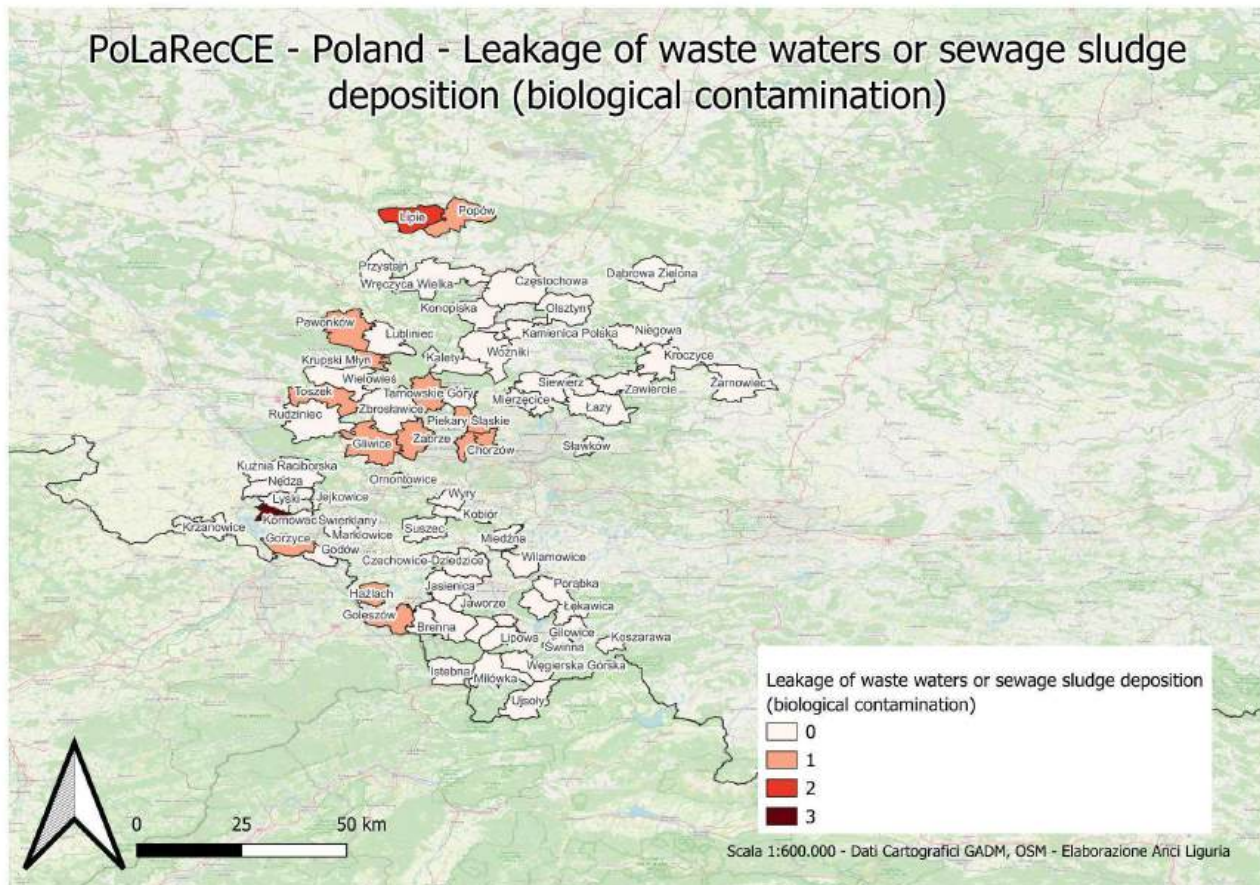 PoLaRecCE - Poland - Leakage of waste waters or sewage sludge
deposition (biological contamination)
Lipie
Popów
Przystajń
Wręczyca Wielka
Częstochowa
Dąbrowa Zielona
Konopiska
Olsztyn
Pawonków
Lubliniec
Kamienica Polska
Niegowa
Krupski Młyn
Kalety
Woźniki
Kroczyce
Wielowieś
Siewierz
Toszek
Tarnowskie Góry
Mierzęcice
Zawiercie
Żarnowiec
Rudziniec
Zbrosławice
Piekary Śląskie
Łazy
Gliwice
Zabrze
Chorzów
Sławków
Kuźnia Raciborska
Nędza
Ornontowice
Lyski
Jejkowice
Wyry
Kornowac
Świerklany
Kobiór
Krzanowice
Gorzyce
Marklowice
Suszec
Miedźna
Godów
Czechowice-Dziedzice
Wilamowice
Hażlach
Jasienica
Porąbka
Jaworze
Łękawica
Goleszów
Brenna
Lipowa
Gilowice
Świnna
Koszarawa
Istebna
Milówka
Węgierska Górska
Ujsoły
Leakage of waste waters or sewage sludge deposition
(biological contamination)
0
1
2
3
0 25 50 km
Scala 1:600.000 - Dati Cartografici GADM, OSM - Elaborazione Anci Liguria